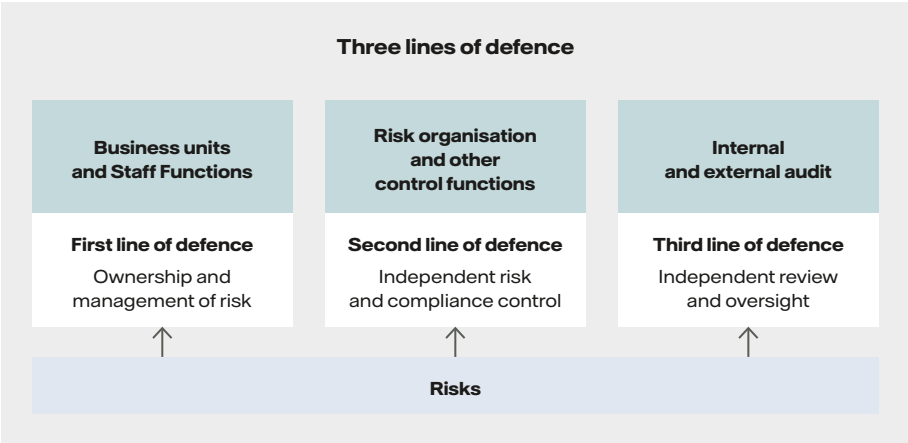 Three lines of defence
Business units
and Staff Functions
First line of defence
Ownership and
management of risk
Risk organisation
and other
control functions
Second line of defence
Independent risk
and compliance control
Internal
and external audit
Third line of defence
Independent review
and oversight
Risks